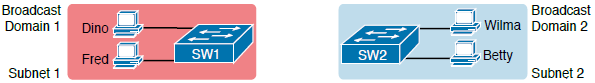 Broadcast
Domain 1
Dino
Fred
SW1
Subnet 1
Broadcast
Domain 2
Wilma
Betty
SW2
Subnet 2